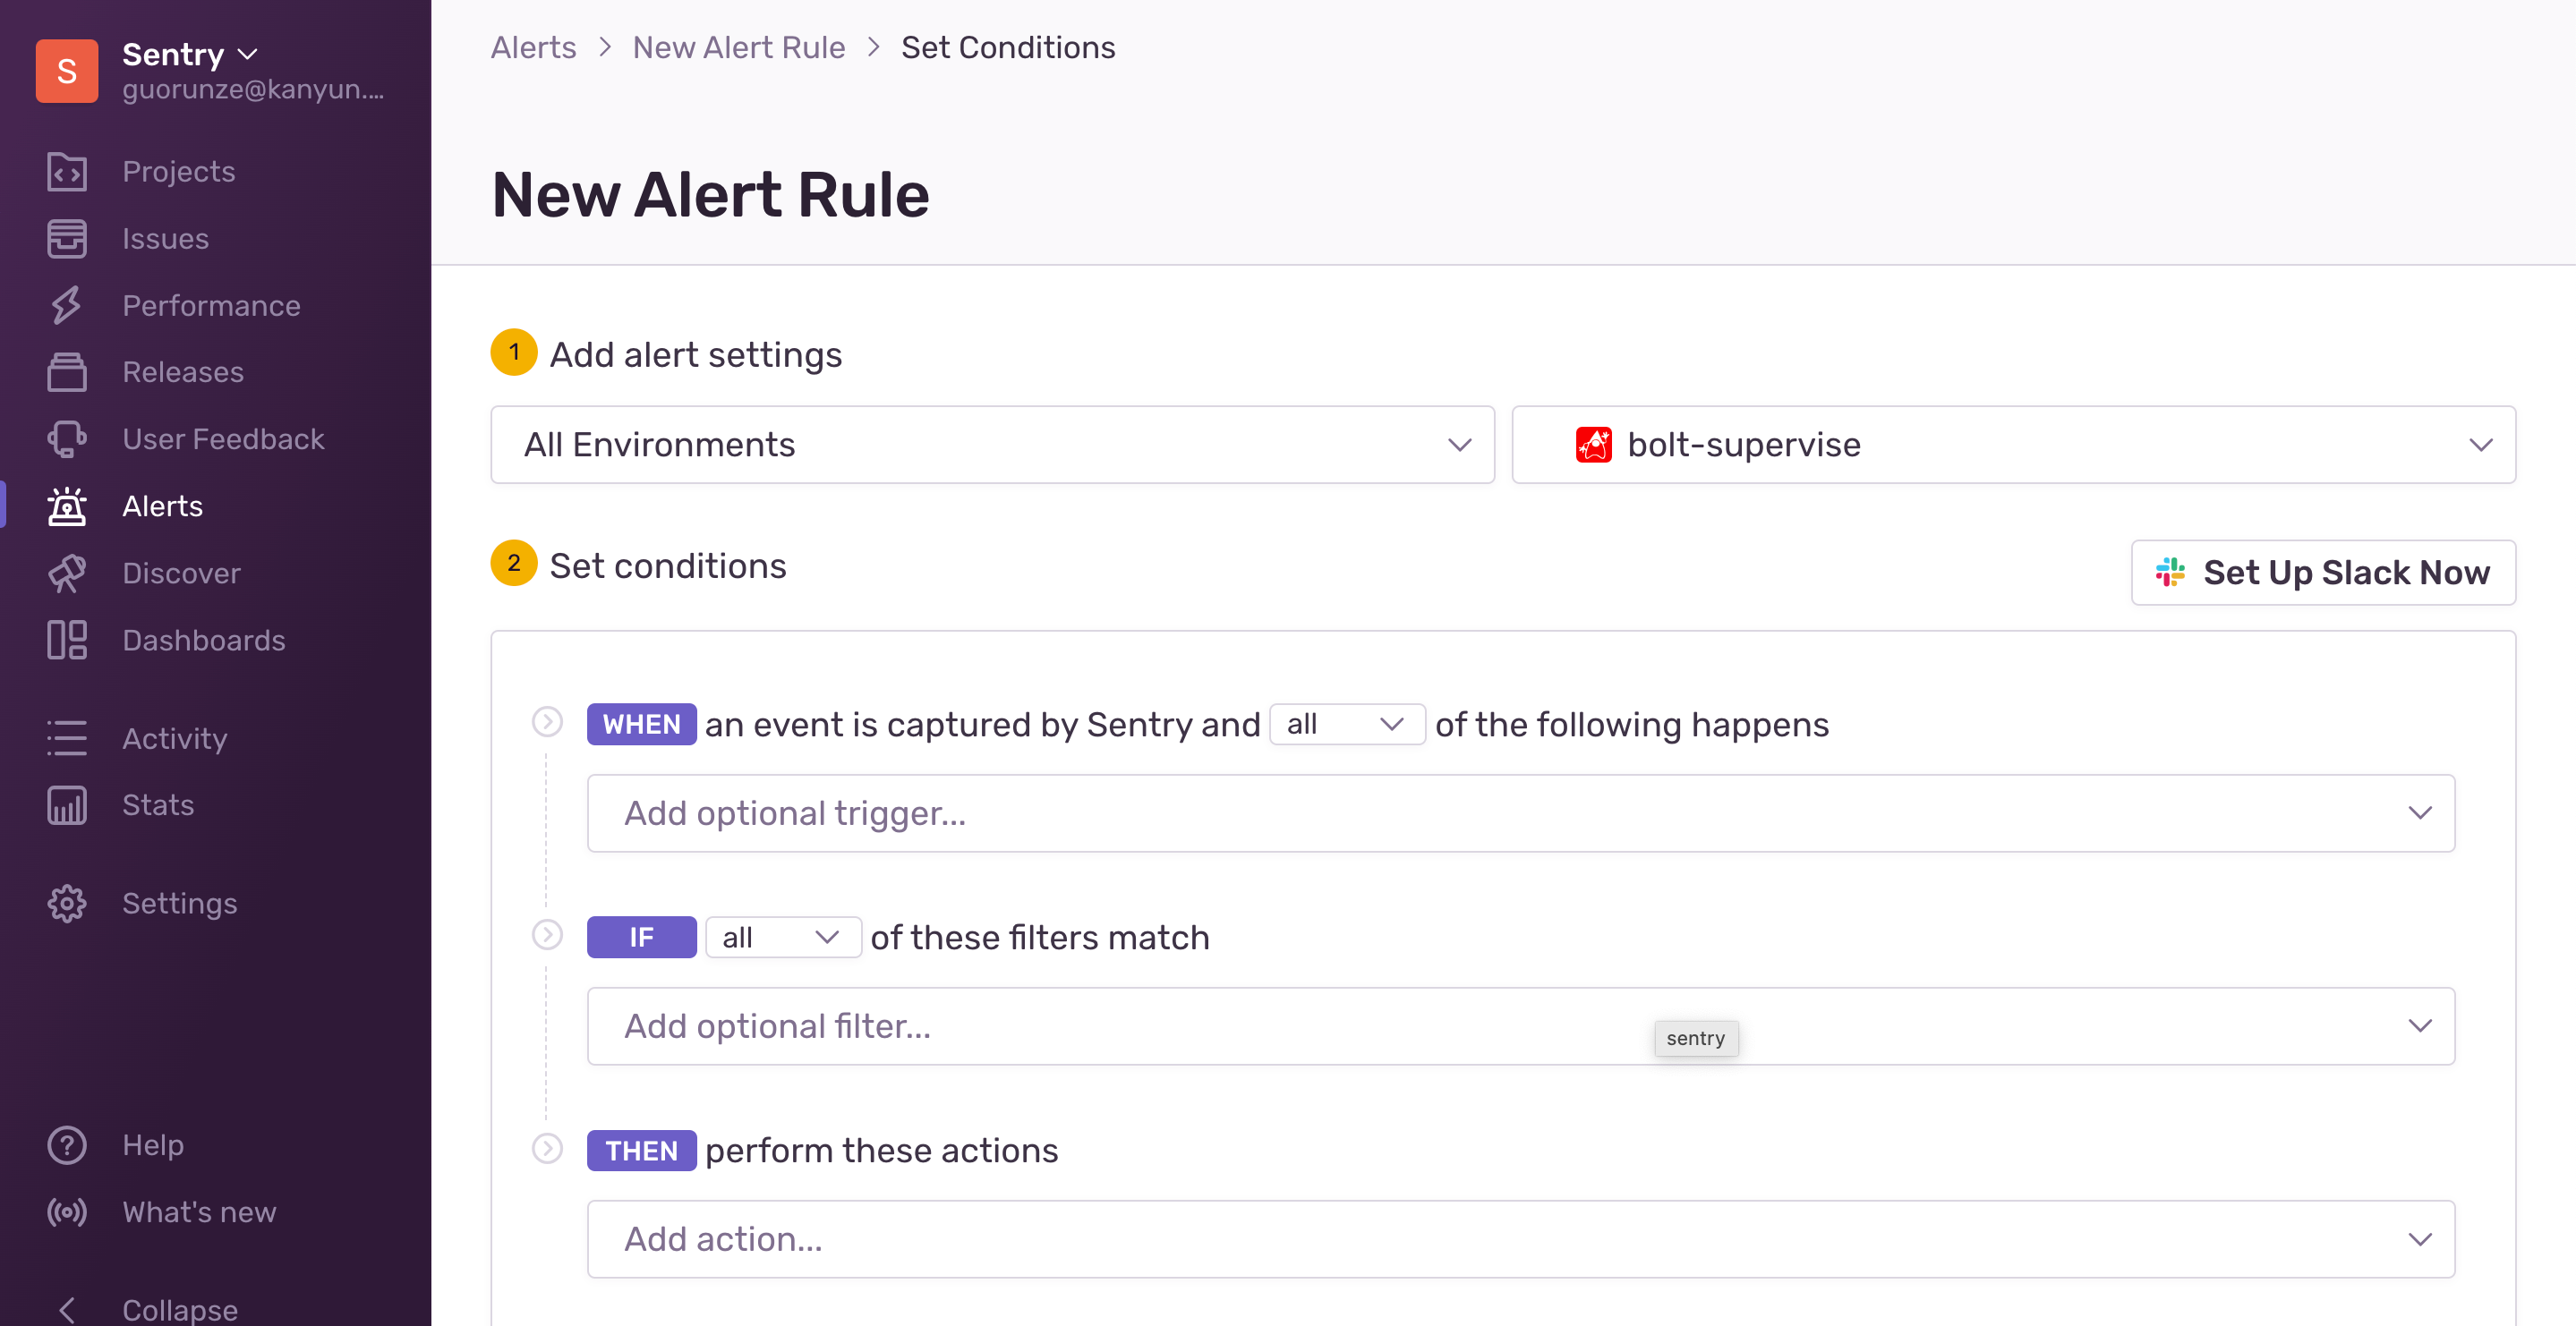 S
Sentry
guorunze@kanyun....
Projects
Issues
Performance
Releases
User Feedback
Alerts
Discover
Dashboards
Activity
Stats
Settings
Help
What's new
Collapse
Alerts > New Alert Rule > Set Conditions
New Alert Rule
1 Add alert settings
All Environments
bolt-supervise
2 Set conditions
Set Up Slack Now
WHEN an event is captured by Sentry and all of the following happens
Add optional trigger...
IF all of these filters match
Add optional filter...
sentry
THEN perform these actions
Add action...